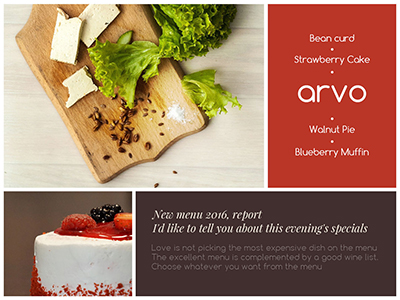 Bean curd
Strawberry Cake
arvo
Walnut Pie
Blueberry Muffin
New menu 2016, report
I'd like to tell you about this evening's specials
Love is not picking the most expensive dish on the menu
The excellent menu is complemented by a good wine list.
Choose whatever you want from the menu